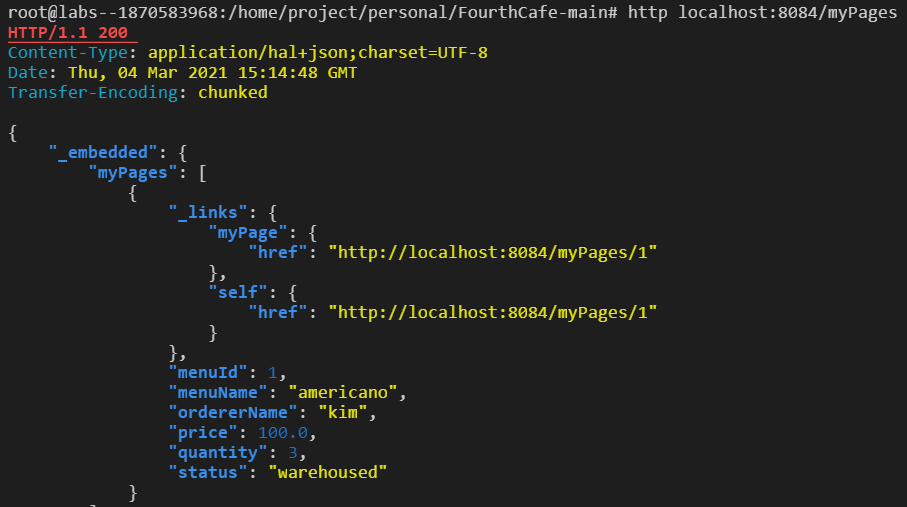 root@labs--1870583968:/home/project/personal/FourthCafe-main# http localhost:8084/myPages
HTTP/1.1 200
Content-Type: application/hal+json;charset=UTF-8
Date: Thu, 04 Mar 2021 15:14:48 GMT
Transfer-Encoding: chunked
{
"_embedded": {
"myPages": [
{
"_links": {
"myPage": {
"href": "http://localhost:8084/myPages/1"
},
"self": {
"href": "http://localhost:8084/myPages/1"
}
},
"menuId": 1,
"menuName": "americano",
"ordererName": "kim",
"price": 100.0,
"quantity": 3,
"status": "warehoused"
}